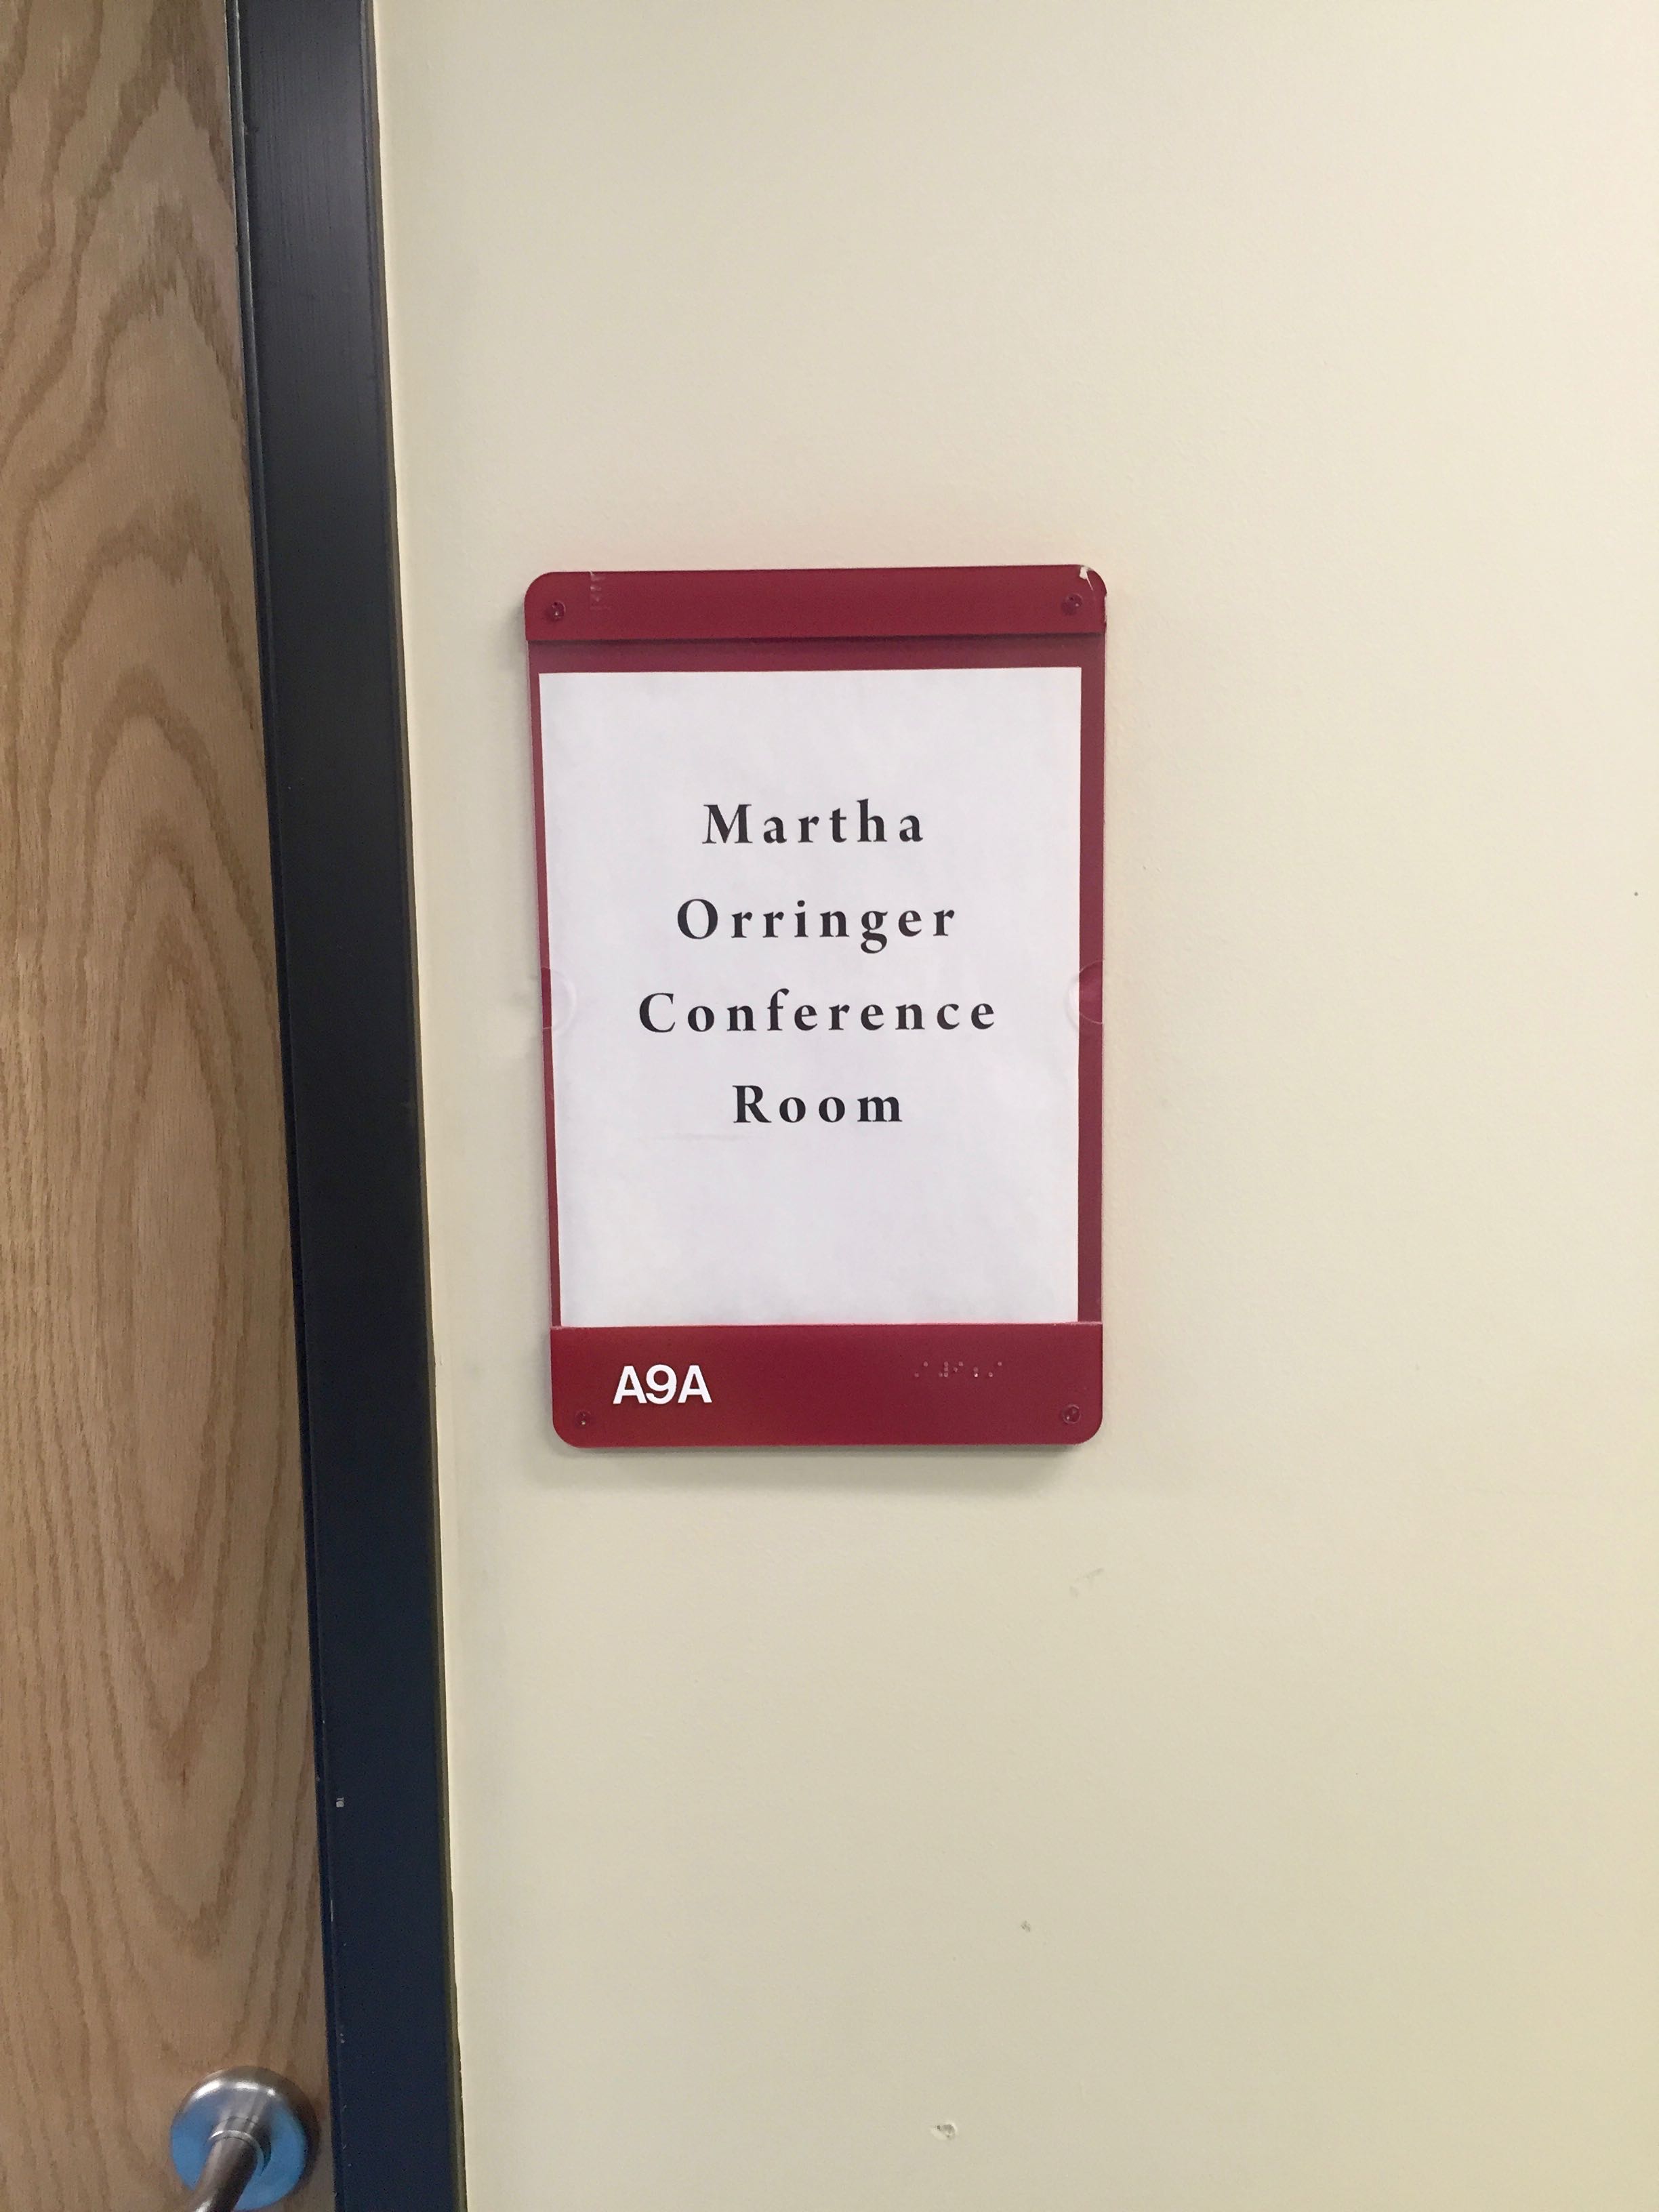 Martha
Orringer
Conference
Room
A9A